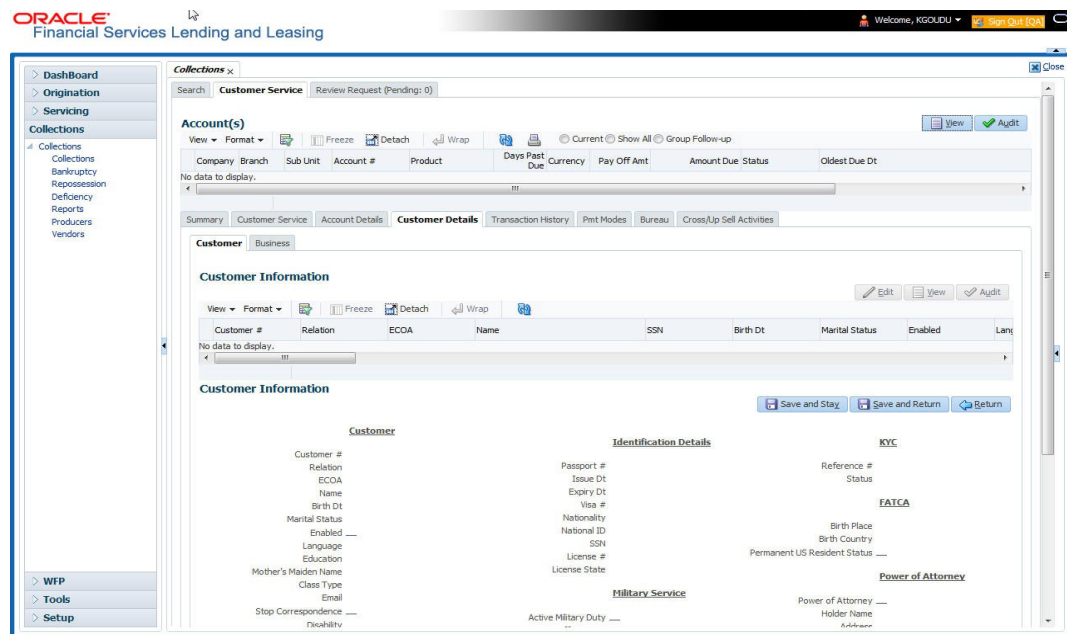 ORACLE®
Financial Services Lending and Leasing
Welcome, KGOUDU
Sign Out [QA]
Close
DashBoard
Origination
Servicing
Collections
Collections
Collections
Bankruptcy
Repossession
Deficiency
Reports
Producers
Vendors
WFP
Tools
Setup
Collections x
Search Customer Service Review Request (Pending: 0)
Account(s)
View Audit
View Format Freeze Detach Wrap Current Show All Group Follow-up
Company Branch Sub Unit Account # Product Days Past Due Currency Pay Off Amt Amount Due Status Oldest Due Dt
No data to display.
Summary Customer Service Account Details Customer Details Transaction History Pmt Modes Bureau Cross/Up Sell Activities
Customer Business
Customer Information
Edit View Audit
View Format Freeze Detach Wrap
Customer # Relation ECOA Name SSN Birth Dt Marital Status Enabled Lang
No data to display.
Customer Information
Save and Stay Save and Return Return
Customer
Customer #
Relation
ECOA
Name
Birth Dt
Marital Status
Enabled
Language
Education
Mother's Maiden Name
Class Type
Email
Stop Correspondence
Disability
Identification Details
Passport #
Issue Dt
Expiry Dt
Visa #
Nationality
National ID
SSN
License #
License State
Military Service
Active Military Duty
KYC
Reference #
Status
FATCA
Birth Place
Birth Country
Permanent US Resident Status
Power of Attorney
Power of Attorney
Holder Name
Address